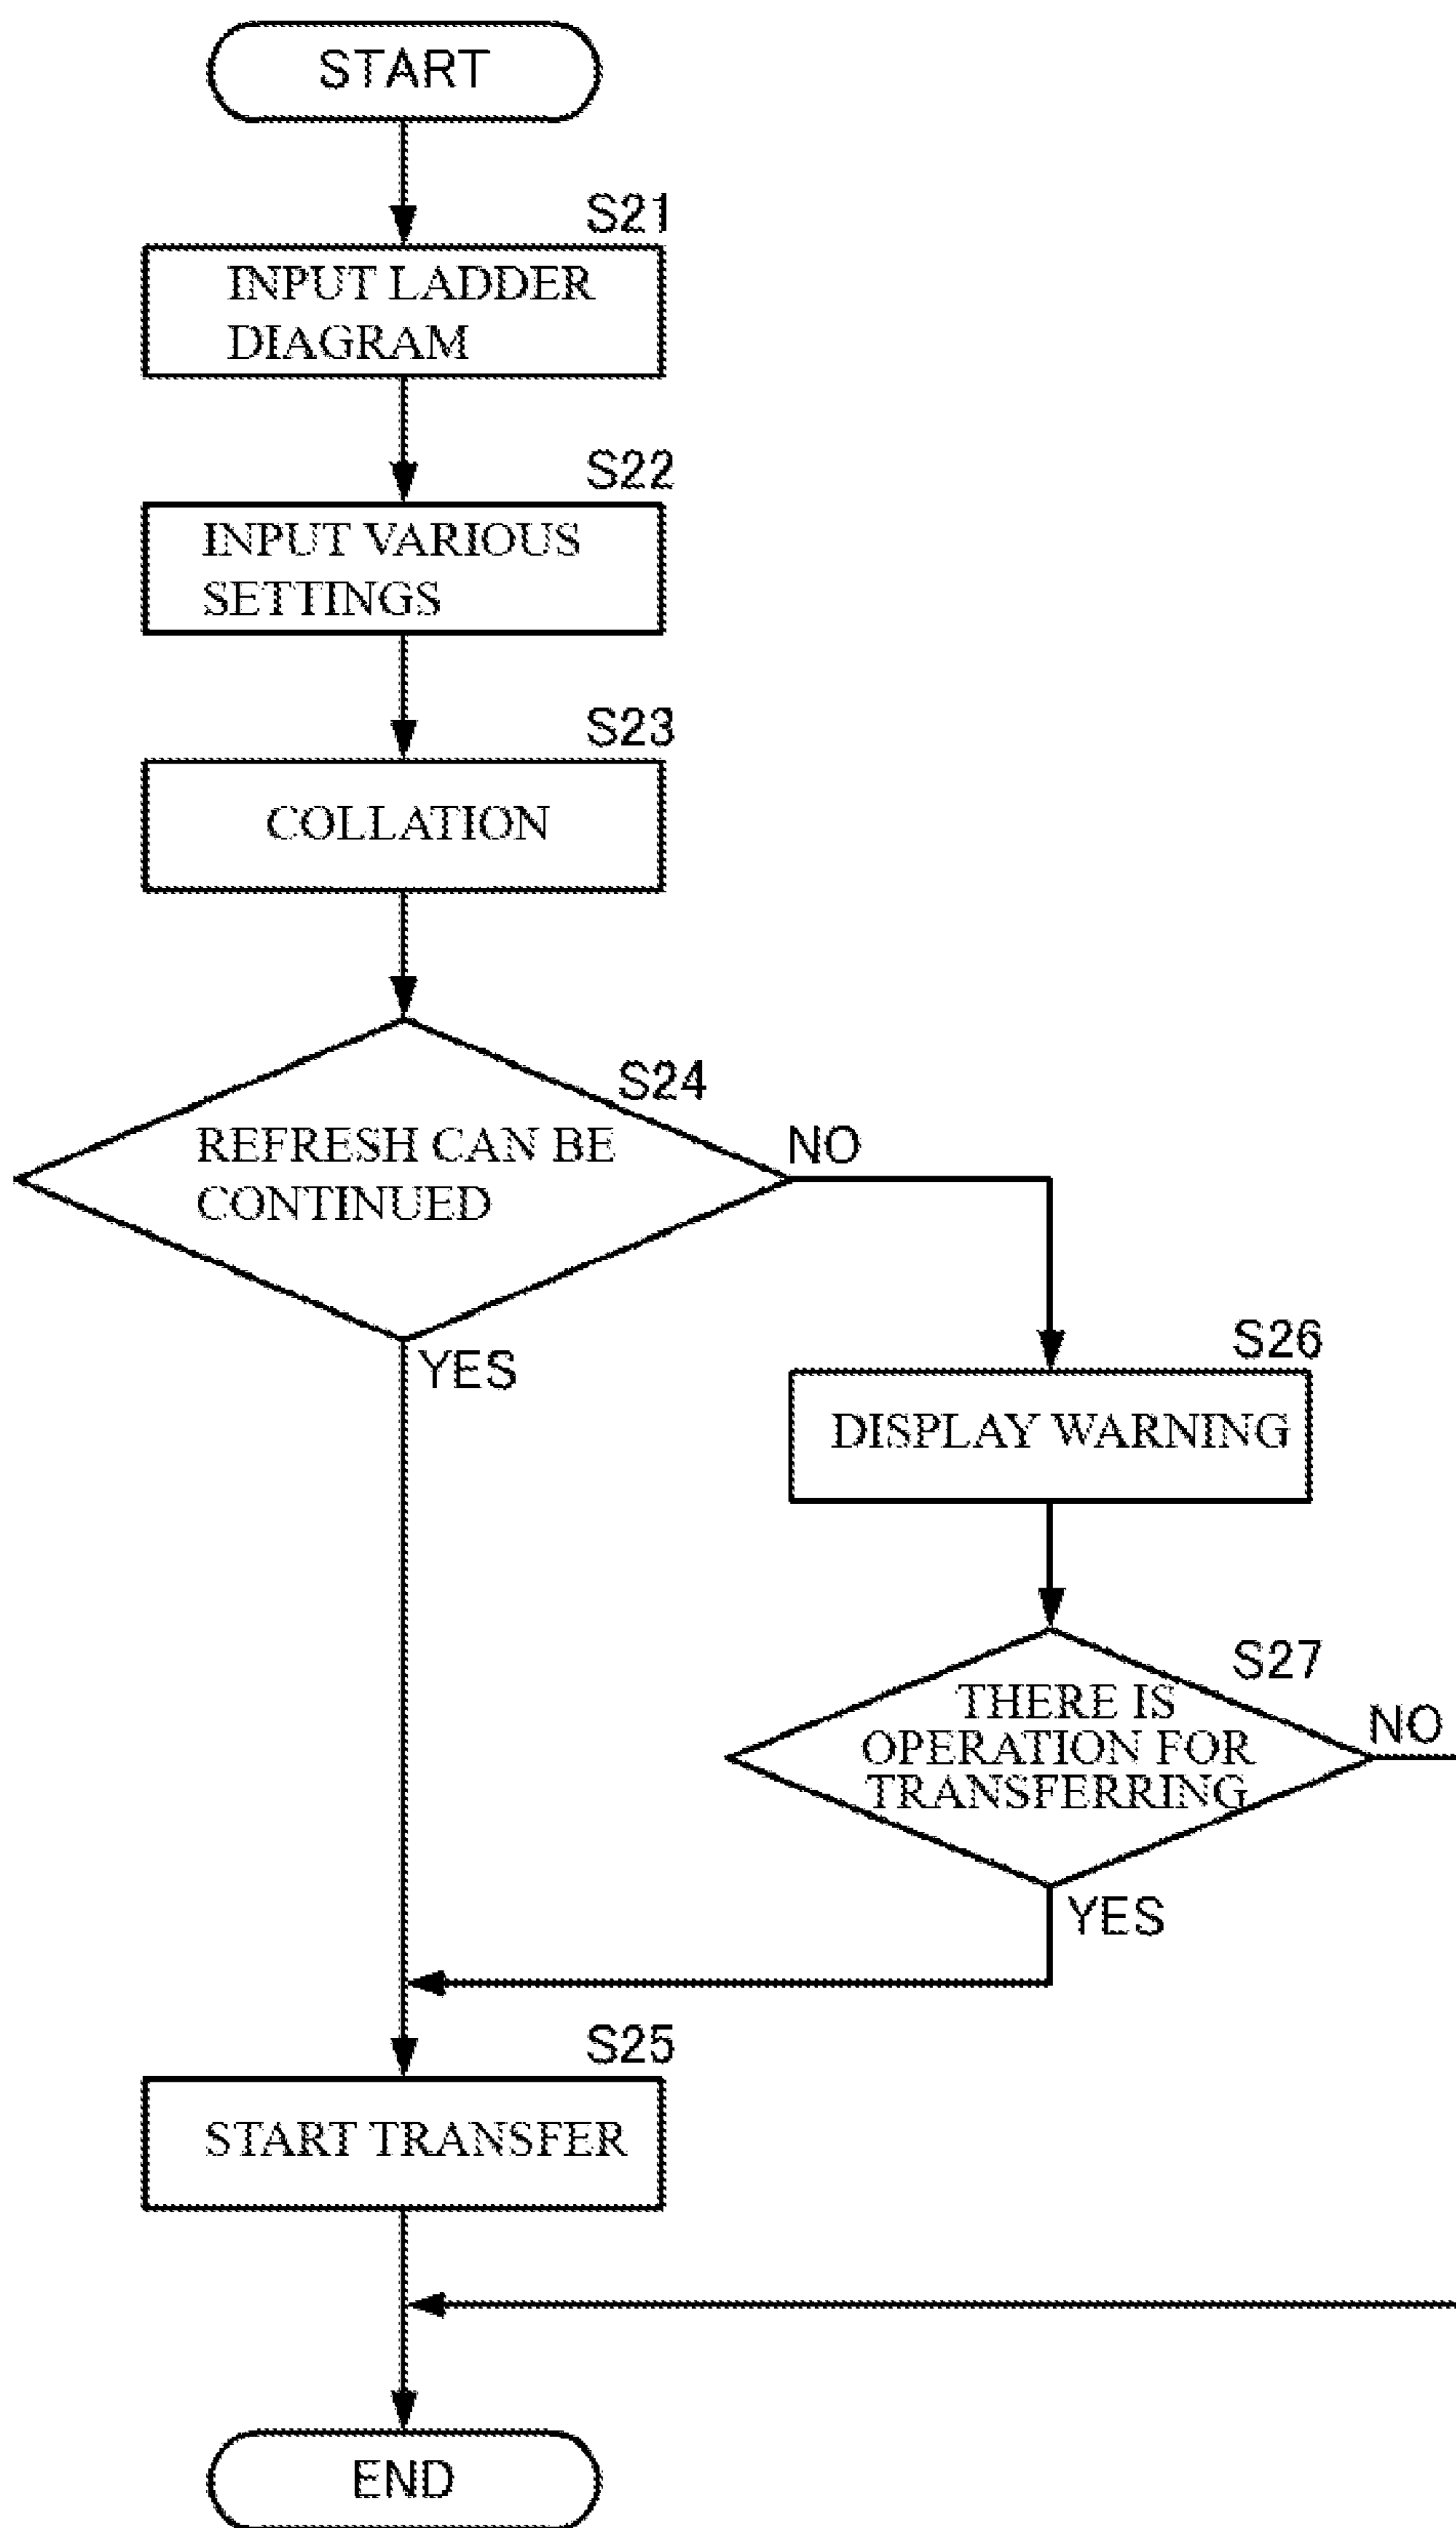 START
S21
INPUT LADDER
DIAGRAM
S22
INPUT VARIOUS
SETTINGS
S23
COLLATION
S24
REFRESH CAN BE
CONTINUED
NO
YES
S26
DISPLAY WARNING
S27
THERE IS
OPERATION FOR
TRANSFERRING
NO
YES
S25
START TRANSFER
END